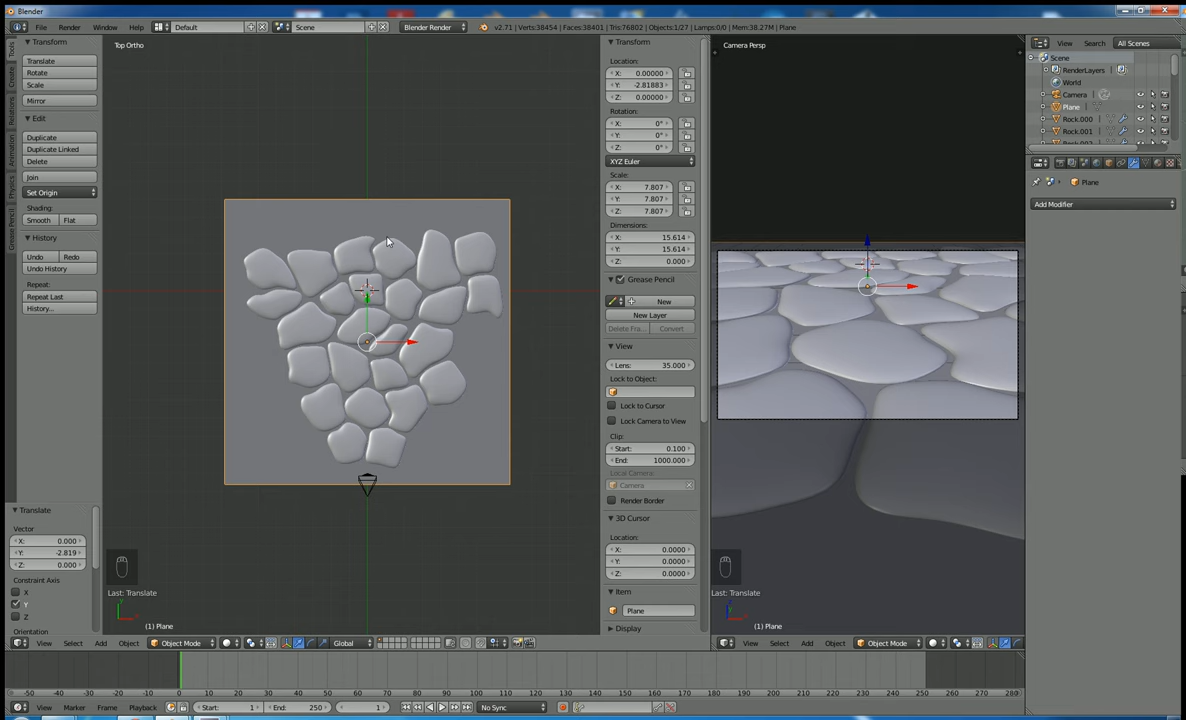 Blender
File Render Window Help Default Scene Blender Render v2.71 | Verts:38454 | Faces:38401 | Tris:76802 | Objects:1/27 | Lamps:0/0 | Mem:38.27M | Plane
Tools
Create
Relations
Animation
Physics
Grease Pencil
Transform
Translate
Rotate
Scale
Mirror
Edit
Duplicate
Duplicate Linked
Delete
Join
Set Origin
Shading:
Smooth Flat
History
Undo Redo
Undo History
Repeat:
Repeat Last
History...
Translate
Vector
X: 0.000
Y: -2.819
Z: 0.000
Constraint Axis
X
Y
Z
Orientation
Top Ortho
Last: Translate
(1) Plane
View Select Add Object Object Mode Global
Transform
Location:
X: 0.00000
Y: -2.81883
Z: 0.00000
Rotation:
X: 0°
Y: 0°
Z: 0°
XYZ Euler
Scale:
X: 7.807
Y: 7.807
Z: 7.807
Dimensions:
X: 15.614
Y: 15.614
Z: 0.000
Grease Pencil
New
New Layer
Delete Fra... Convert
View
Lens: 35.000
Lock to Object:
Lock to Cursor
Lock Camera to View
Clip:
Start: 0.100
End: 1000.000
Local Camera:
Camera
Render Border
3D Cursor
Location:
X: 0.0000
Y: 0.0000
Z: 0.0000
Item
Plane
Display
Camera Persp
Last: Translate
(1) Plane
View Select Add Object Object Mode
View Search All Scenes
Scene
RenderLayers
World
Camera
Plane
Rock.000
Rock.001
Plane
Add Modifier
-50 -40 -30 -20 -10 0 10 20 30 40 50 60 70 80 90 100 110 120 130 140 150 160 170 180 190 200 210 220 230 240 250 260 270 280
View Marker Frame Playback Start: 1 End: 250 1 No Sync